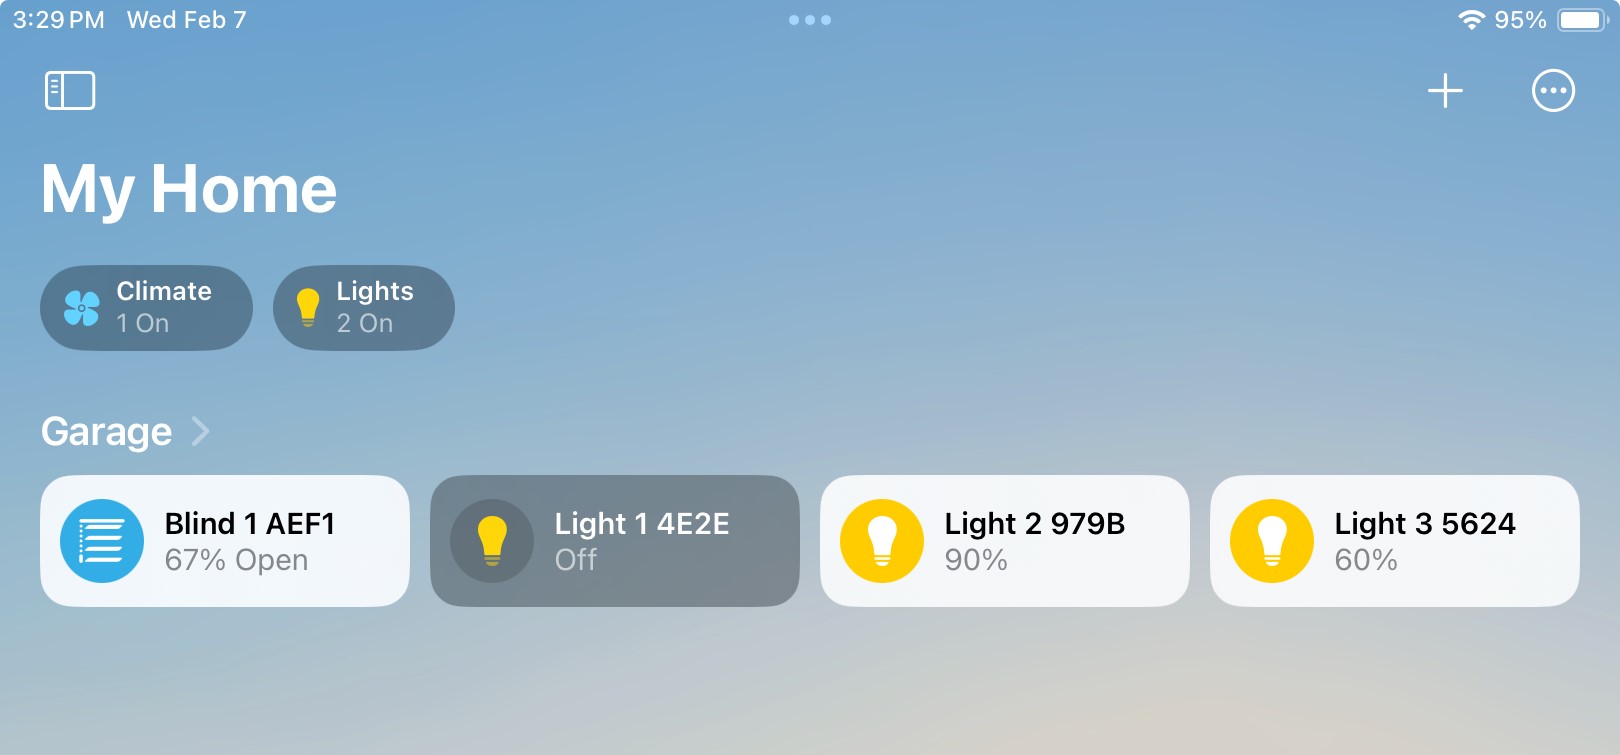 3:29 PM Wed Feb 7
95%
My Home
Climate
1 On
Lights
2 On
Garage
Blind 1 AEF1
67% Open
Light 1 4E2E
Off
Light 2 979B
90%
Light 3 5624
60%